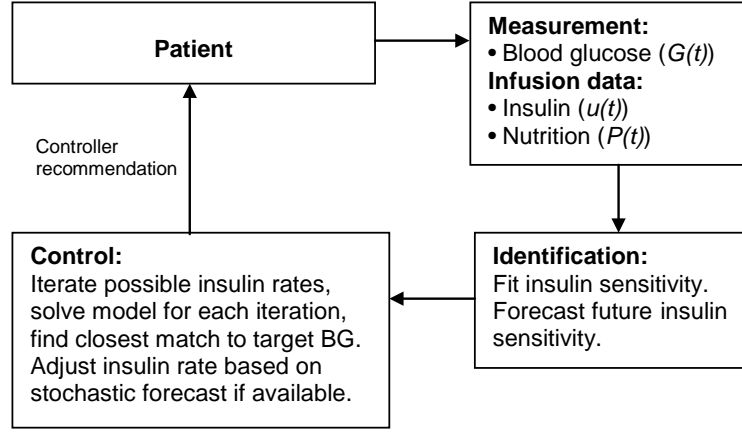 Patient
Measurement:
• Blood glucose (G(t))
Infusion data:
• Insulin (u(t))
• Nutrition (P(t))
Controller
recommendation
Control:
Iterate possible insulin rates,
solve model for each iteration,
find closest match to target BG.
Adjust insulin rate based on
stochastic forecast if available.
Identification:
Fit insulin sensitivity.
Forecast future insulin
sensitivity.